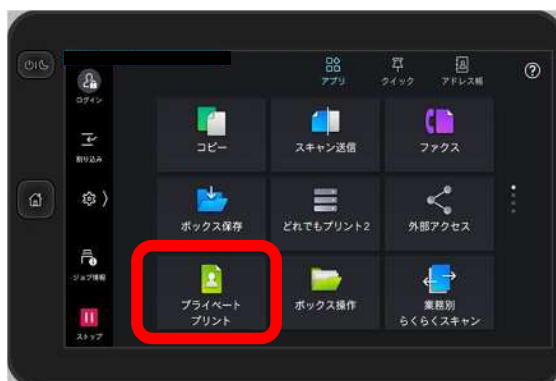 アプリ
クイック
アドレス帳
ログイン
割り込み
ジョブ情報
ストップ
コピー
スキャン送信
ファクス
ボックス保存
どれでもプリント2
外部アクセス
プライベート
プリント
ボックス操作
業務別
らくらくスキャン